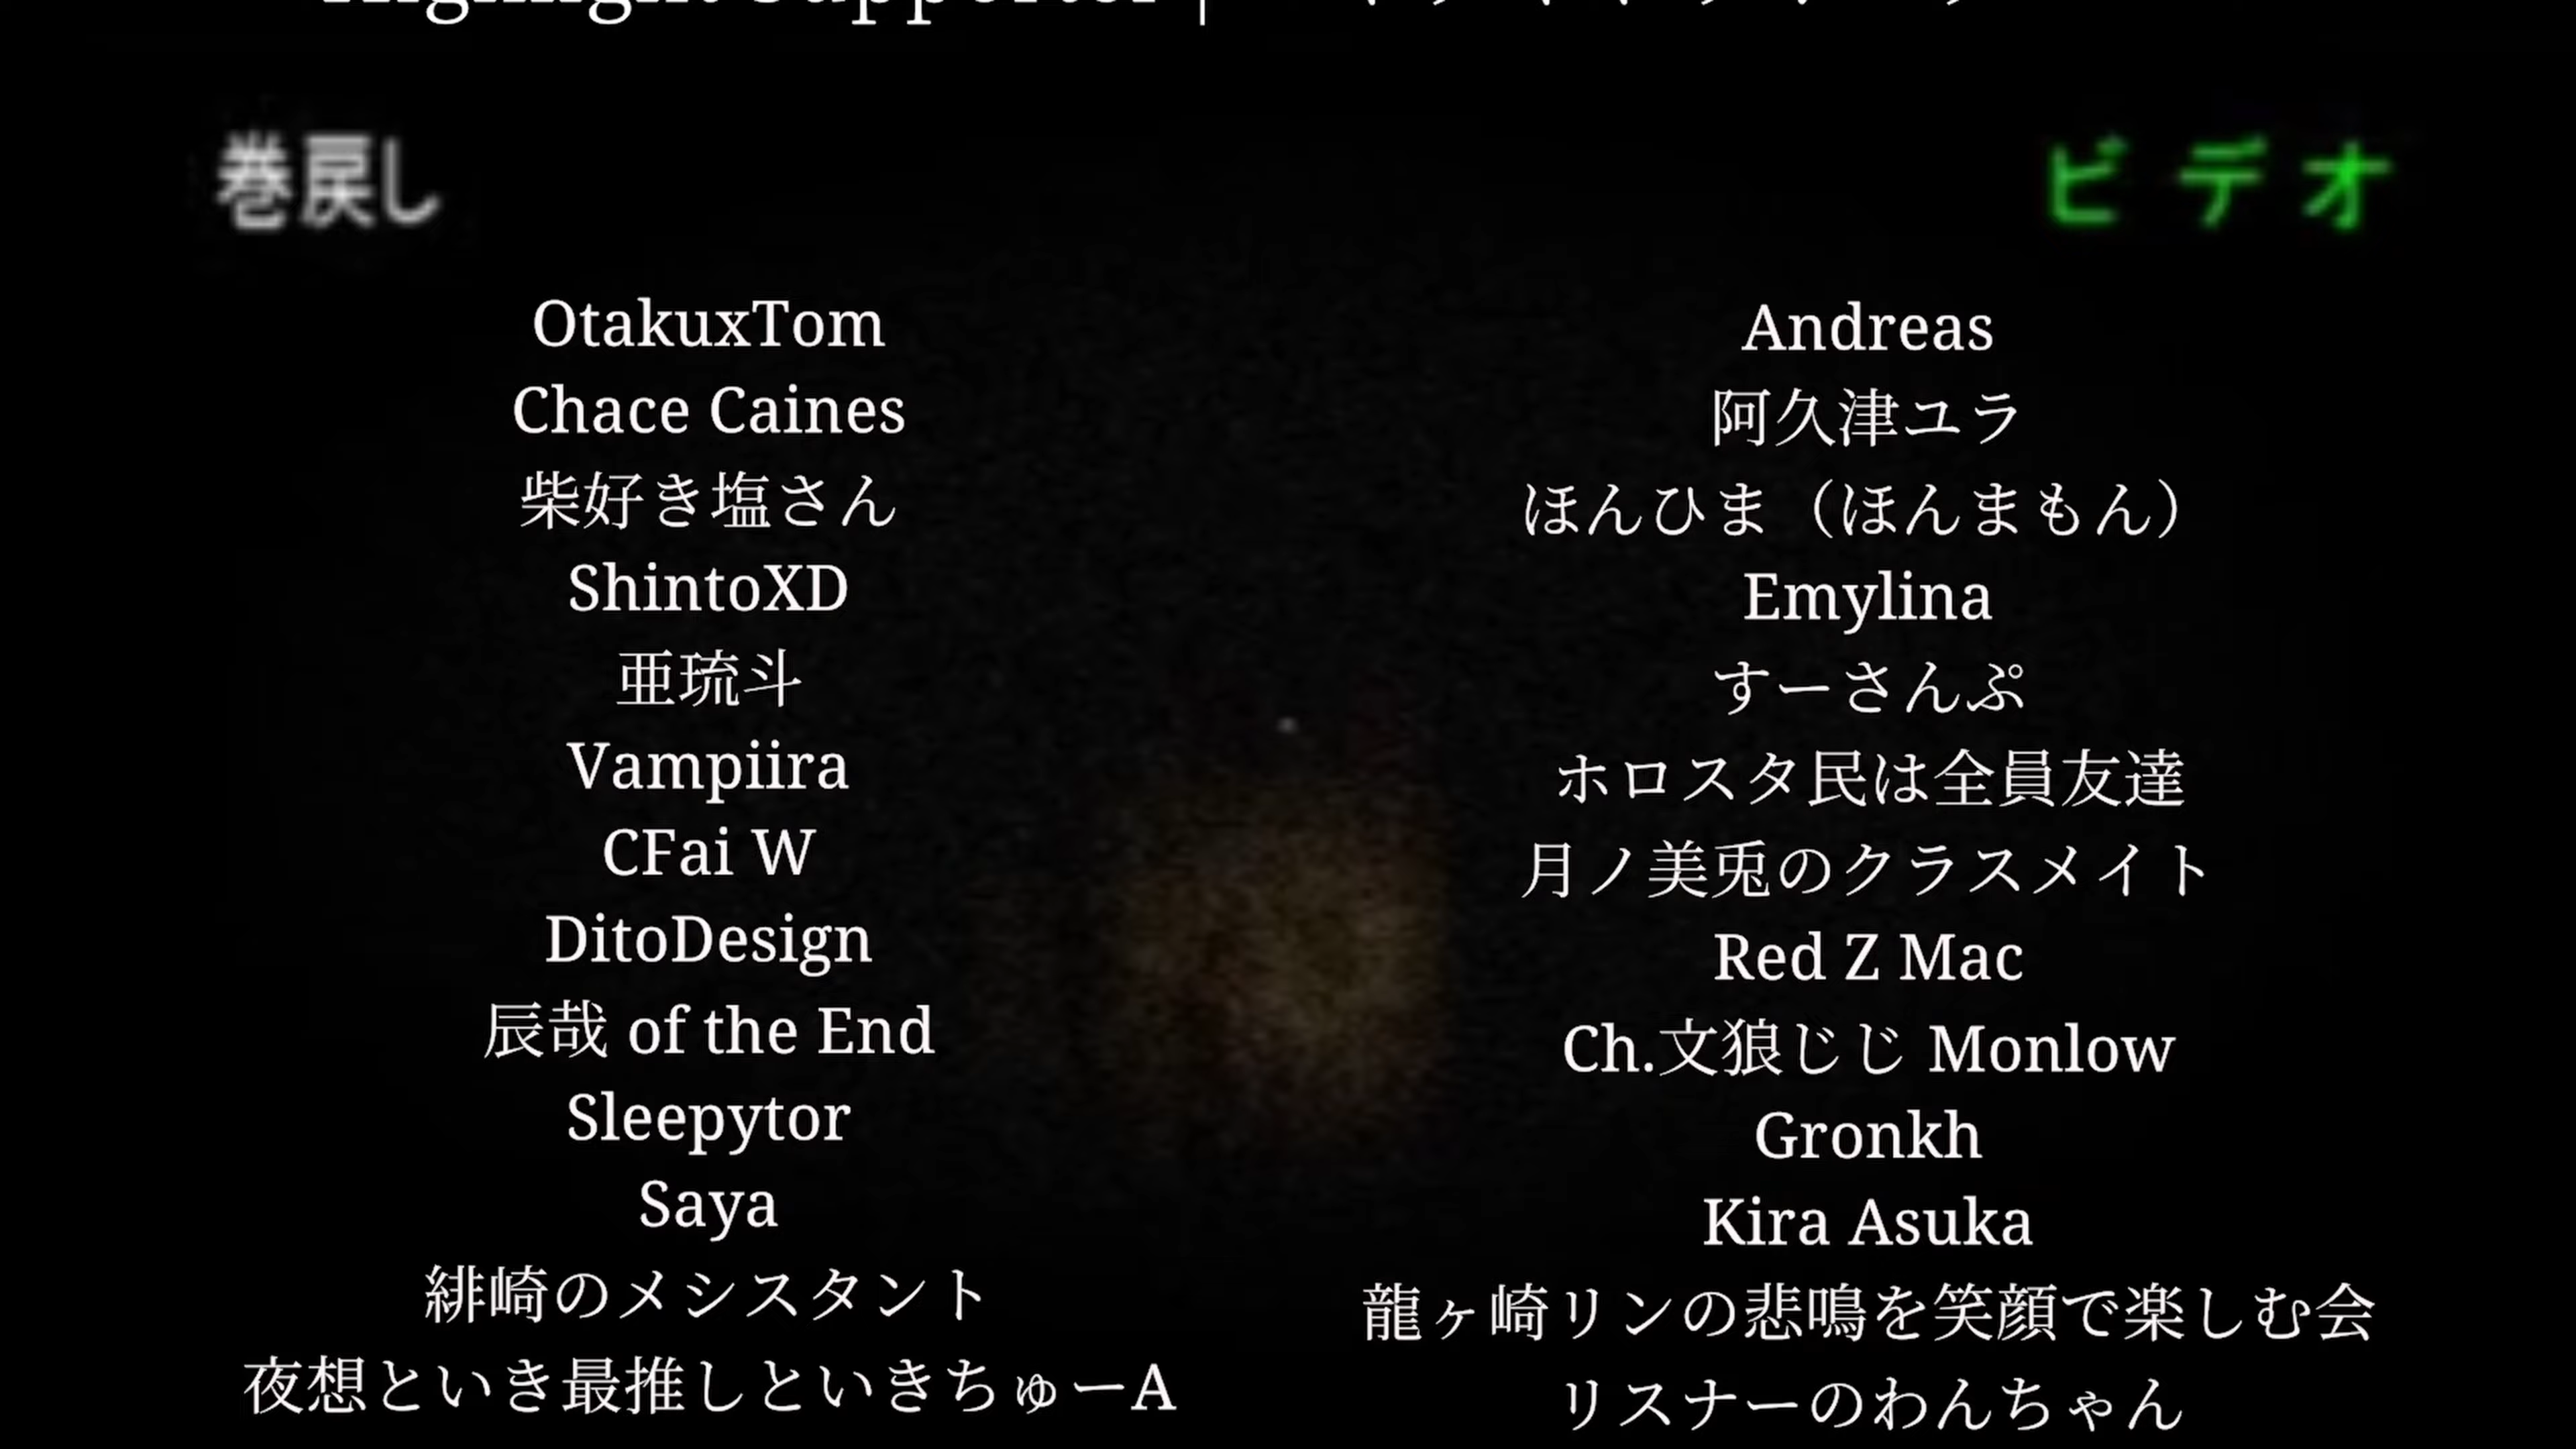 Highlight Supporter |
巻戻し
ビデオ
OtakuxTom
Chace Caines
柴好き塩さん
ShintoXD
亜琉斗
Vampiira
CFai W
DitoDesign
辰哉 of the End
Sleepytor
Saya
緋崎のメシスタント
夜想といき最推しといきちゅーA
Andreas
阿久津ユラ
ほんひま（ほんまもん）
Emylina
すーさんぷ
ホロスタ民は全員友達
月ノ美兎のクラスメイト
Red Z Mac
Ch.文狼じじ Monlow
Gronkh
Kira Asuka
龍ヶ崎リンの悲鳴を笑顔で楽しむ会
リスナーのわんちゃん